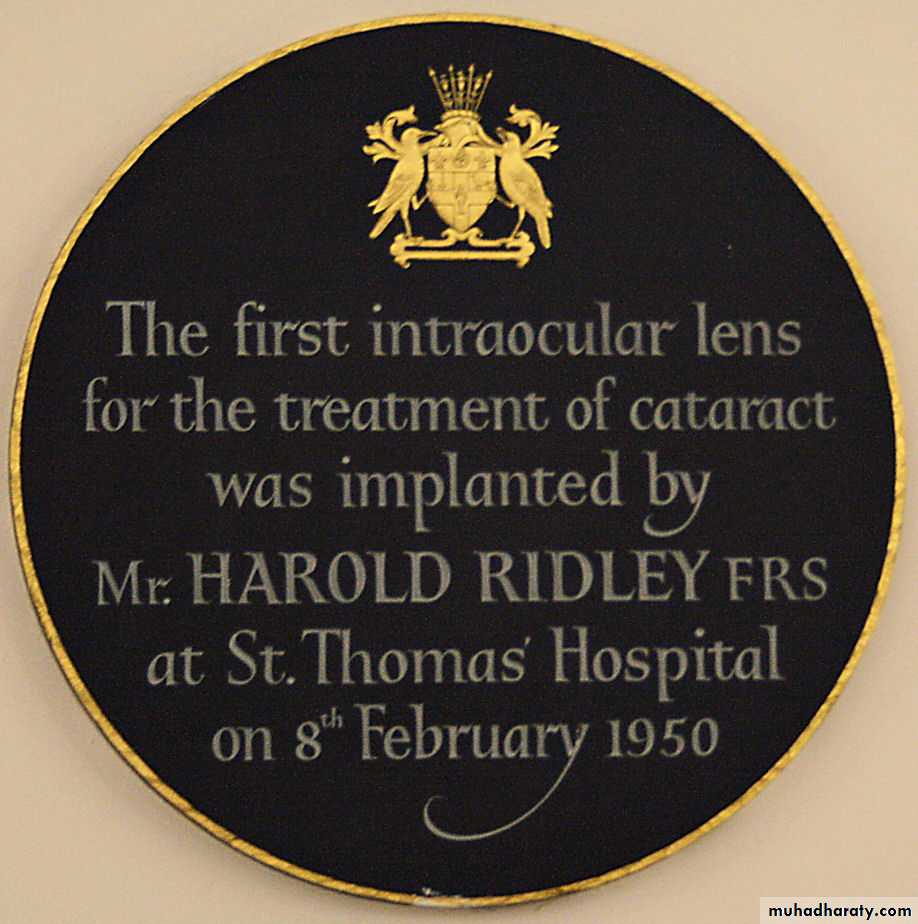 The first intraocular lens
for the treatment of cataract
was implanted by
Mr. HAROLD RIDLEY FRS
at St. Thomas' Hospital
on 8th February 1950
muhadharaty.com